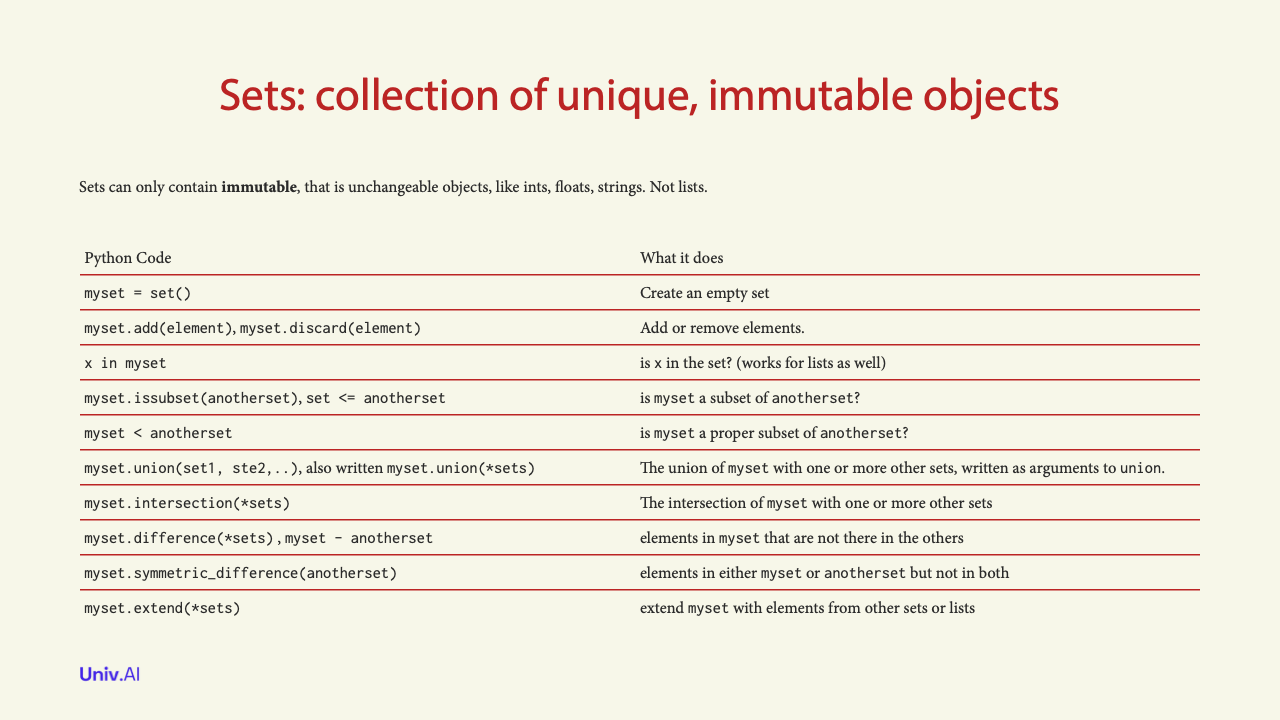 Sets: collection of unique, immutable objects
Sets can only contain immutable, that is unchangeable objects, like ints, floats, strings. Not lists.
Python Code What it does
myset = set() Create an empty set
myset.add(element), myset.discard(element) Add or remove elements.
x in myset is x in the set? (works for lists as well)
myset.issubset(anotherset), set <= anotherset is myset a subset of anotherset?
myset < anotherset is myset a proper subset of anotherset?
myset.union(set1, ste2,..), also written myset.union(*sets) The union of myset with one or more other sets, written as arguments to union.
myset.intersection(*sets) The intersection of myset with one or more other sets
myset.difference(*sets) , myset - anotherset elements in myset that are not there in the others
myset.symmetric_difference(anotherset) elements in either myset or anotherset but not in both
myset.extend(*sets) extend myset with elements from other sets or lists
Univ.AI